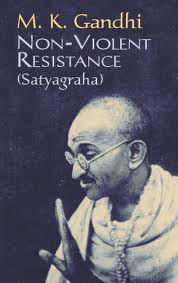 M. K. Gandhi
Non-Violent
Resistance
(Satyagraha)